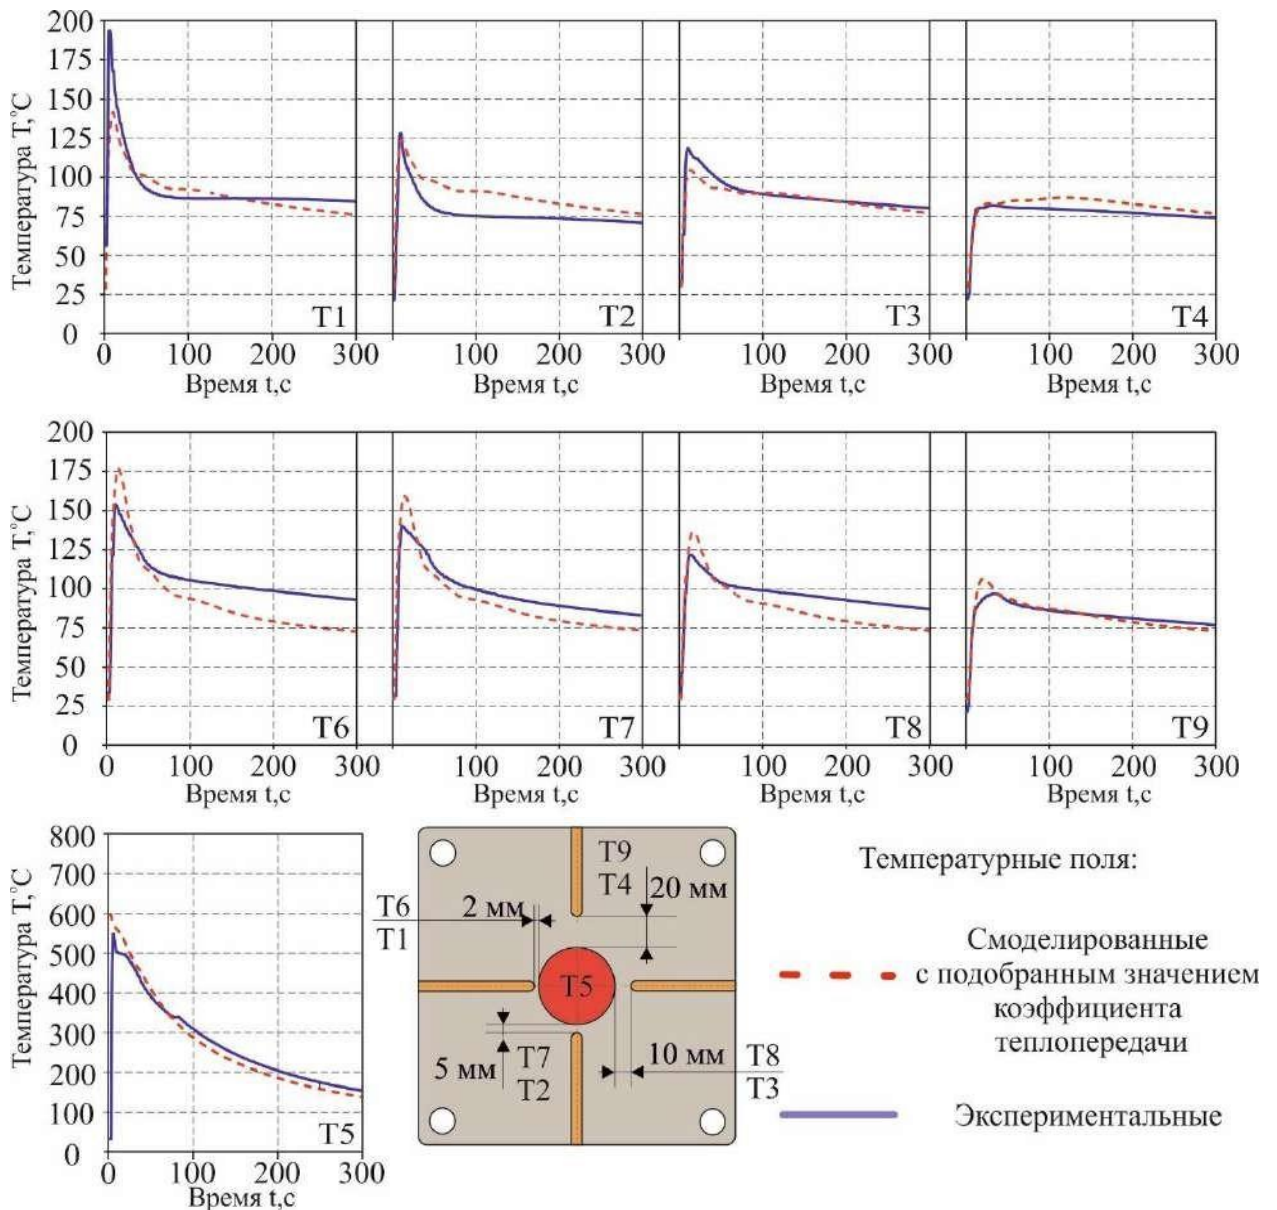 Температура T,°C
200
175
150
125
100
75
50
25
0
T1
T2
T3
T4
0 100 200 300 100 200 300 100 200 300 100 200 300
Время t,с Время t,с Время t,с Время t,с
Температура T,°C
200
175
150
125
100
75
50
25
0
T6
T7
T8
T9
100 200 300 100 200 300 100 200 300 100 200 300
Время t,с Время t,с Время t,с Время t,с
Температура T,°C
800
700
600
500
400
300
200
100
0
T5
0 100 200 300
Время t,с
T9
T4
20 мм
T6
T1
2 мм
T5
5 мм
T7
T2
10 мм
T8
T3
Температурные поля:
Смоделированные
с подобранным значением
коэффициента
теплопередачи
Экспериментальные